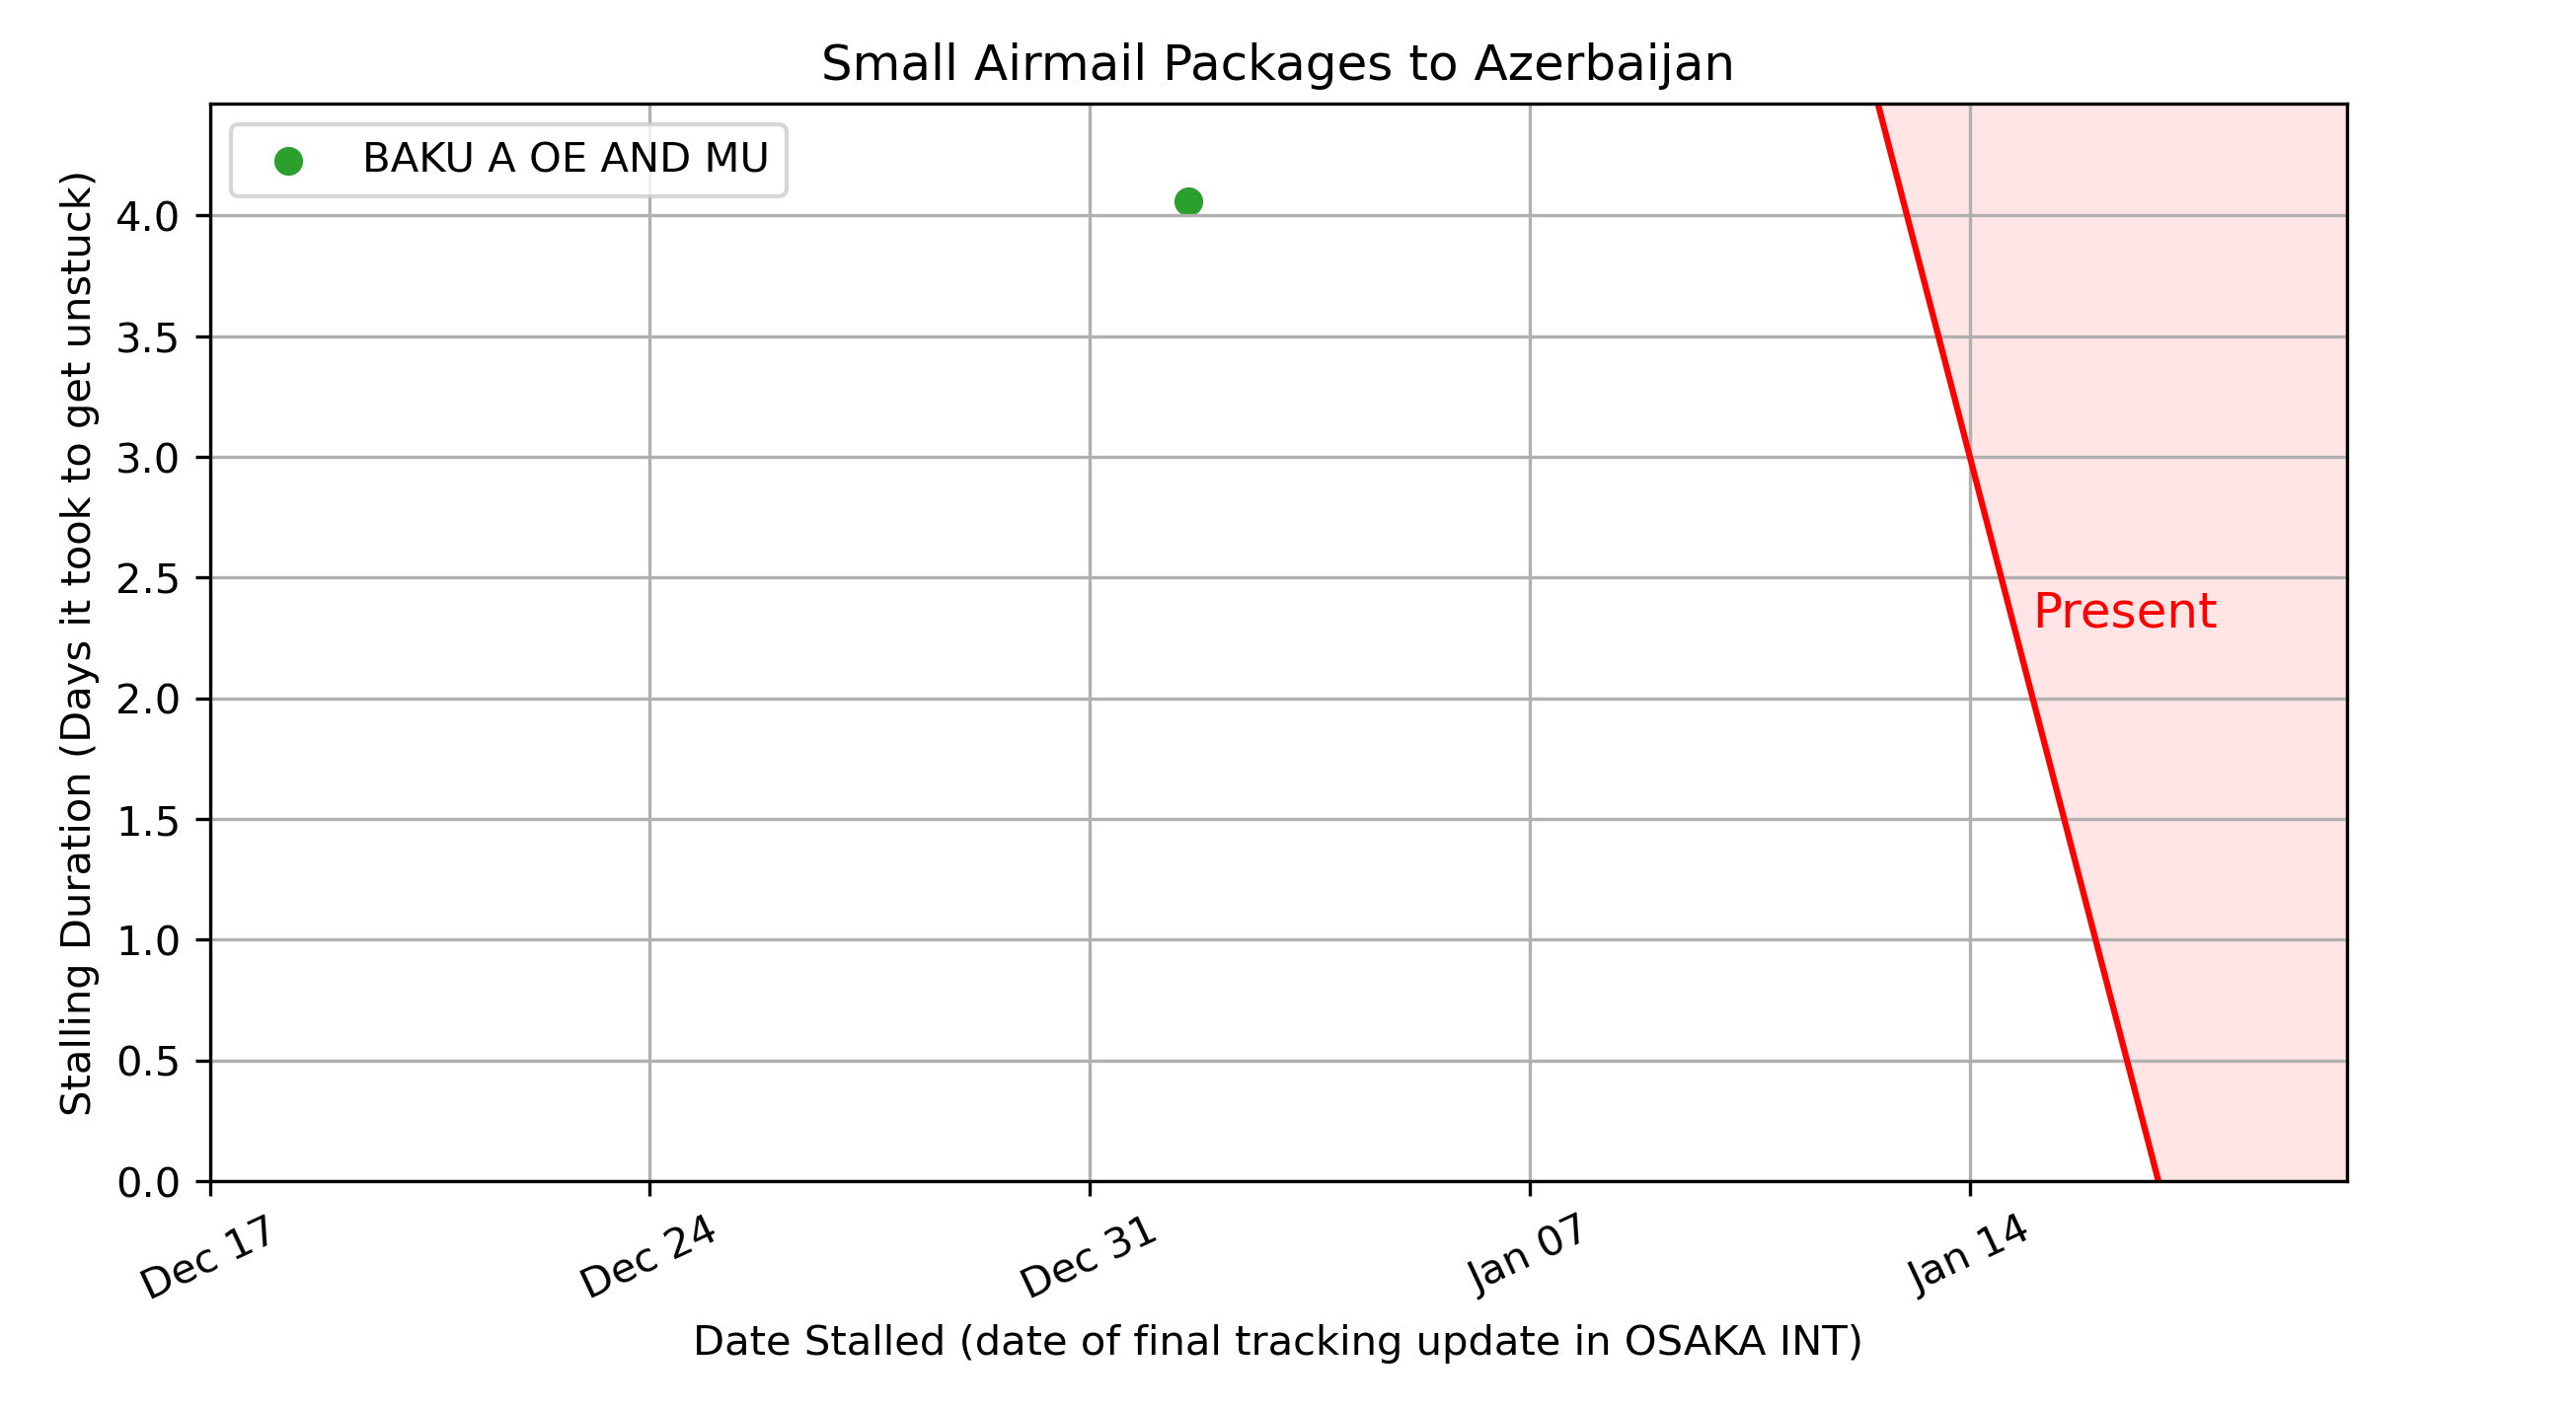 Small Airmail Packages to Azerbaijan
BAKU A OE AND MU
Stalling Duration (Days it took to get unstuck)
4.0
3.5
3.0
2.5
2.0
1.5
1.0
0.5
0.0
Present
Dec 17
Dec 24
Dec 31
Jan 07
Jan 14
Date Stalled (date of final tracking update in OSAKA INT)